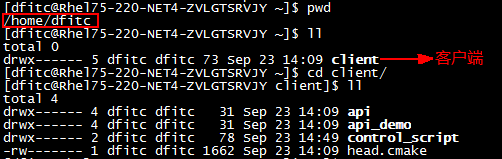 [dfitc@Rhel75-220-NET4-ZVLGTSRVJY ~]$ pwd
/home/dfitc
[dfitc@Rhel75-220-NET4-ZVLGTSRVJY ~]$ ll
total 0
drwx------ 5 dfitc dfitc 73 Sep 23 14:09 client 客户端
[dfitc@Rhel75-220-NET4-ZVLGTSRVJY ~]$ cd client/
[dfitc@Rhel75-220-NET4-ZVLGTSRVJY client]$ ll
total 4
drwx------ 4 dfitc dfitc   31 Sep 23 14:09 api
drwx------ 4 dfitc dfitc   31 Sep 23 14:09 api_demo
drwx------ 2 dfitc dfitc   78 Sep 23 14:49 control_script
-rw------- 1 dfitc dfitc 1662 Sep 23 14:09 head.cmake